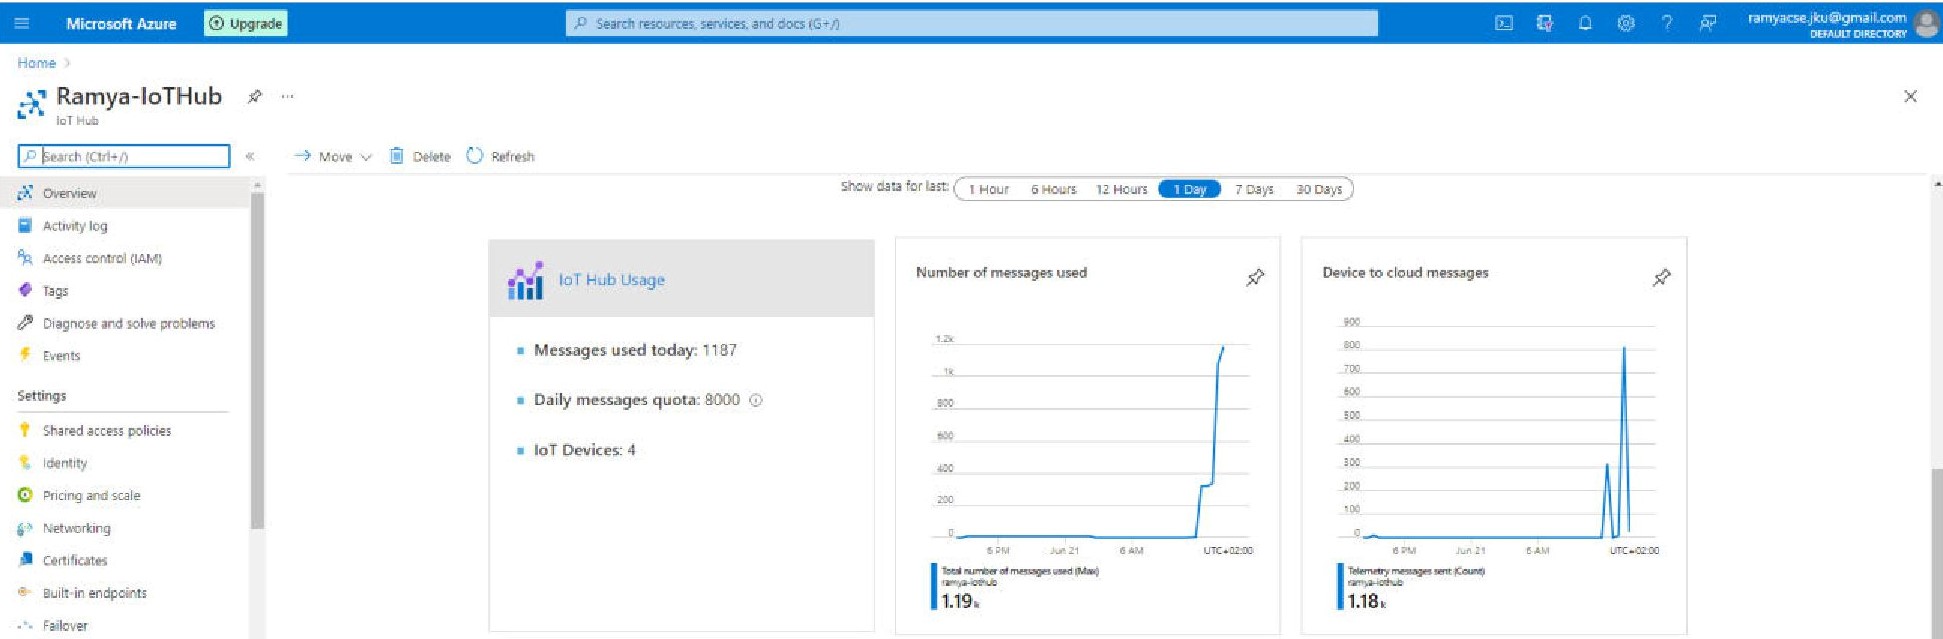 Microsoft Azure
Upgrade
Search resources, services, and docs (G+/)
ramyacse.jku@gmail.com
DEFAULT DIRECTORY
Home
Ramya-IoTHub
IoT Hub
Search (Ctrl+/)
Move
Delete
Refresh
Overview
Activity log
Access control (IAM)
Tags
Diagnose and solve problems
Events
Settings
Shared access policies
Identity
Pricing and scale
Networking
Certificates
Built-in endpoints
Failover
Show data for last: 1 Hour 6 Hours 12 Hours 1 Day 7 Days 30 Days
IoT Hub Usage
Messages used today: 1187
Daily messages quota: 8000
IoT Devices: 4
Number of messages used
1.2k
1k
800
600
400
200
0
6 PM Jun 21 6 AM UTC+02:00
Total number of messages used (Max)
ramya-iothub
1.19 k
Device to cloud messages
900
800
700
600
500
400
300
200
100
0
6 PM Jun 21 6 AM UTC+02:00
Telemetry messages sent (Count)
ramya-iothub
1.18 k